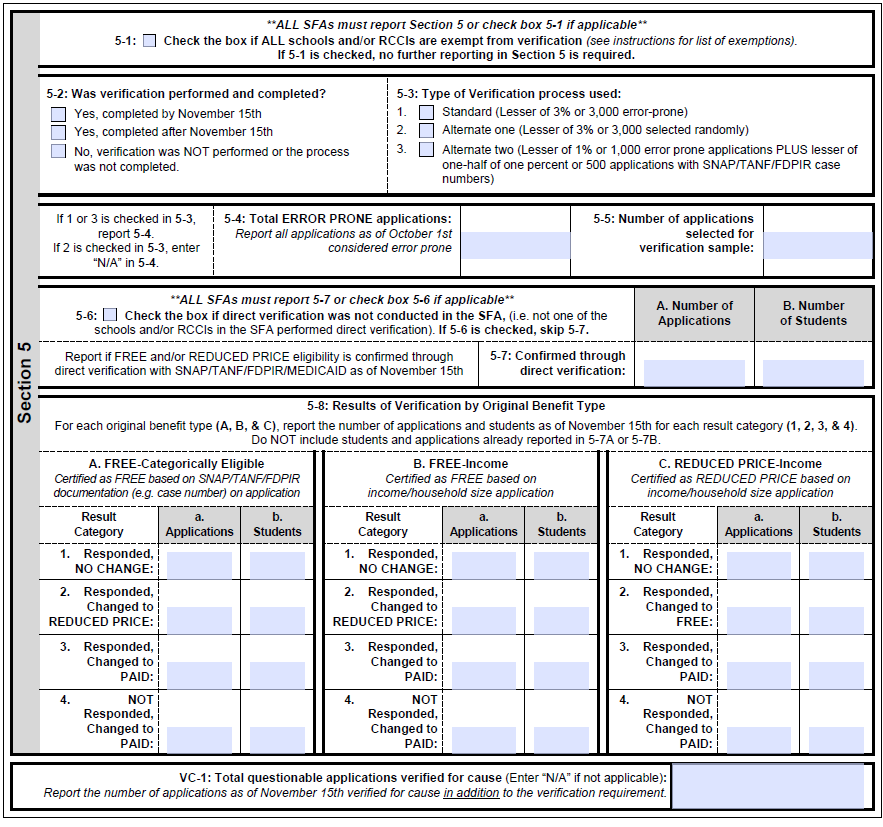 **ALL SFAs must report Section 5 or check box 5-1 if applicable**
5-1: Check the box if ALL schools and/or RCCIs are exempt from verification (see instructions for list of exemptions).
If 5-1 is checked, no further reporting in Section 5 is required.
5-2: Was verification performed and completed?
Yes, completed by November 15th
Yes, completed after November 15th
No, verification was NOT performed or the process
was not completed.
5-3: Type of Verification process used:
1. Standard (Lesser of 3% or 3,000 error-prone)
2. Alternate one (Lesser of 3% or 3,000 selected randomly)
3. Alternate two (Lesser of 1% or 1,000 error prone applications PLUS lesser of
one-half of one percent or 500 applications with SNAP/TANF/FDPIR case
numbers)
If 1 or 3 is checked in 5-3,
report 5-4.
If 2 is checked in 5-3, enter
“N/A” in 5-4.
5-4: Total ERROR PRONE applications:
Report all applications as of October 1st
considered error prone
5-5: Number of applications
selected for
verification sample:
Section 5
**ALL SFAs must report 5-7 or check box 5-6 if applicable**
5-6: Check the box if direct verification was not conducted in the SFA, (i.e. not one of the
schools and/or RCCIs in the SFA performed direct verification). If 5-6 is checked, skip 5-7.
A. Number of
Applications
B. Number
of Students
Report if FREE and/or REDUCED PRICE eligibility is confirmed through
direct verification with SNAP/TANF/FDPIR/MEDICAID as of November 15th
5-7: Confirmed through
direct verification:
5-8: Results of Verification by Original Benefit Type
For each original benefit type (A, B, & C), report the number of applications and students as of November 15th for each result category (1, 2, 3, & 4).
Do NOT include students and applications already reported in 5-7A or 5-7B.
A. FREE-Categorically Eligible
Certified as FREE based on SNAP/TANF/FDPIR
documentation (e.g. case number) on application
Result
Category
a.
Applications
b.
Students
1. Responded,
NO CHANGE:
2. Responded,
Changed to
REDUCED PRICE:
3. Responded,
Changed to
PAID:
4. NOT
Responded,
Changed to
PAID:
B. FREE-Income
Certified as FREE based on
income/household size application
Result
Category
a.
Applications
b.
Students
1. Responded,
NO CHANGE:
2. Responded,
Changed to
REDUCED PRICE:
3. Responded,
Changed to
PAID:
4. NOT
Responded,
Changed to
PAID:
C. REDUCED PRICE-Income
Certified as REDUCED PRICE based on
income/household size application
Result
Category
a.
Applications
b.
Students
1. Responded,
NO CHANGE:
2. Responded,
Changed to
FREE:
3. Responded,
Changed to
PAID:
4. NOT
Responded,
Changed to
PAID:
VC-1: Total questionable applications verified for cause (Enter “N/A” if not applicable):
Report the number of applications as of November 15th verified for cause in addition to the verification requirement.